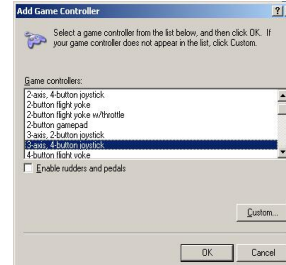 Add Game Controller
Select a game controller from the list below, and then click OK. If
your game controller does not appear in the list, click Custom.
Game controllers:
2-axis, 4-button joystick
2-button flight yoke
2-button flight yoke w/throttle
2-button gamepad
3-axis, 2-button joystick
3-axis, 4-button joystick
4-button flight yoke
Enable rudders and pedals
Custom...
OK
Cancel